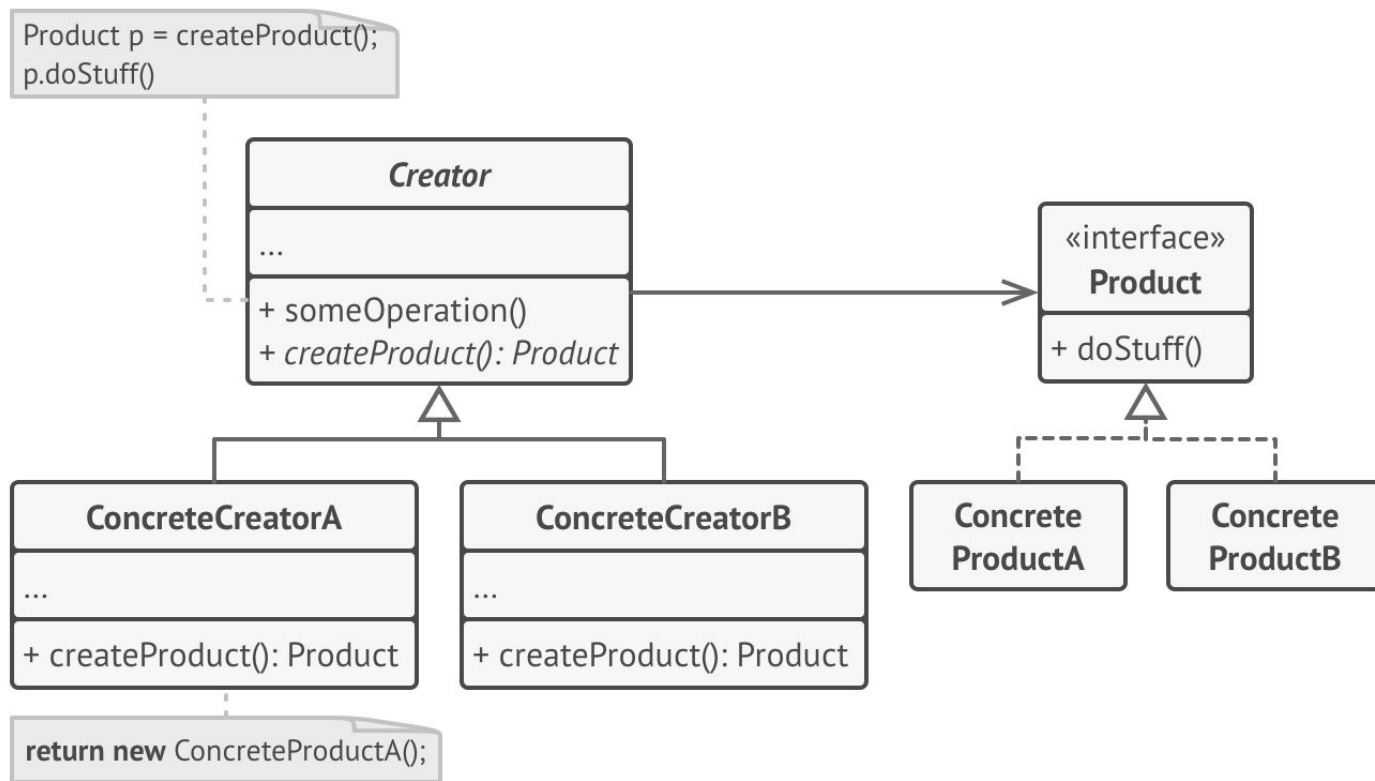 Product p = createProduct();
p.doStuff()
Creator
...
+ someOperation()
+ createProduct(): Product
«interface»
Product
+ doStuff()
ConcreteCreatorA
...
+ createProduct(): Product
ConcreteCreatorB
...
+ createProduct(): Product
Concrete
ProductA
Concrete
ProductB
return new ConcreteProductA();